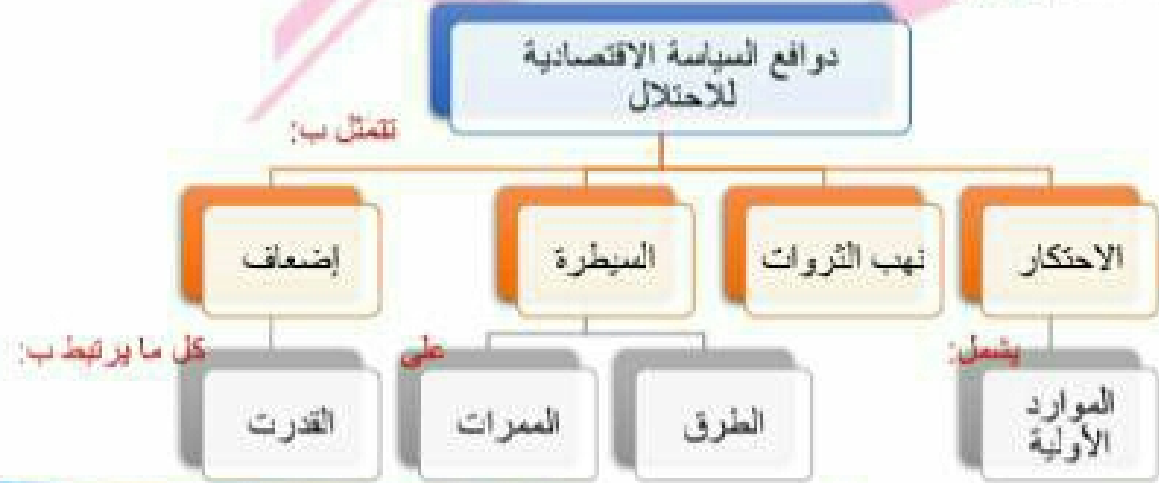 دوافع السياسة الاقتصادية
للاحتلال
تتمثل ب:
الاحتكار
نهب الثروات
السيطرة
إضعاف
يشمل:
على
كل ما يرتبط ب:
الموارد
الأولية
الطرق
الممرات
القدرت